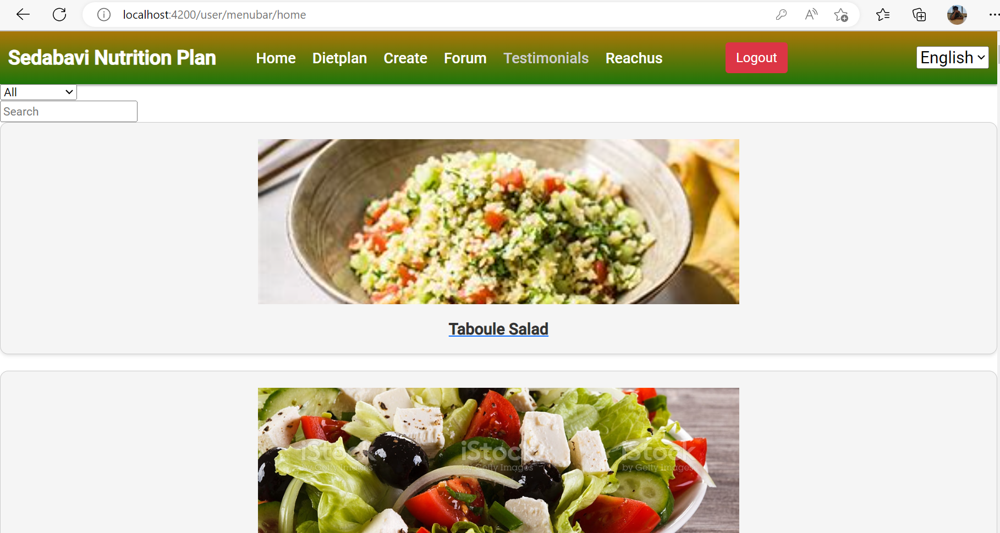 localhost:4200/user/menubar/home
Sedabavi Nutrition Plan Home Dietplan Create Forum Testimonials Reachus Logout English
All
Search
Taboule Salad
iStock iStock iStock
by Getty Images™ by Getty Images by Getty Images